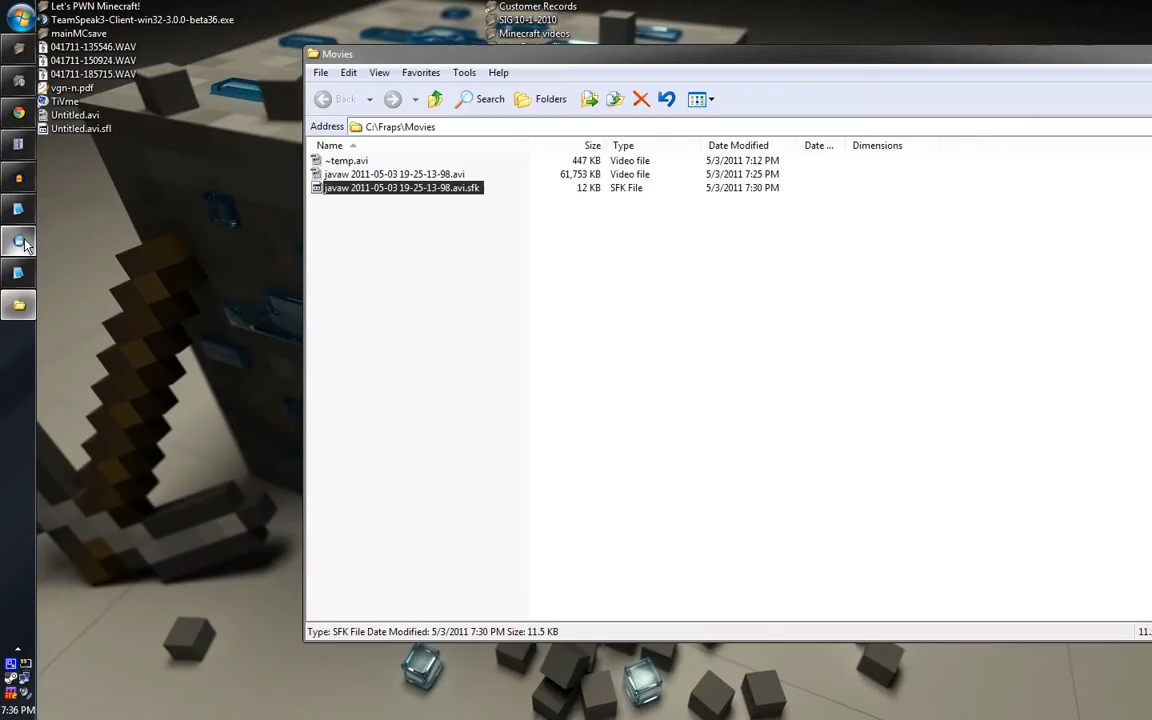 Let's PWN Minecraft!
TeamSpeak3-Client-win32-3.0.0-beta36.exe
mainMCsave
041711-135546.WAV
041711-150924.WAV
041711-185715.WAV
vgn-n.pdf
TiVme
Untitled.avi
Untitled.avi.sfl
Customer Records
SIG 10-1-2010
Minecraft videos
Movies
File Edit View Favorites Tools Help
Back Search Folders
Address C:\Fraps\Movies
Name Size Type Date Modified Date ... Dimensions
~temp.avi 447 KB Video file 5/3/2011 7:12 PM
javaw 2011-05-03 19-25-13-98.avi 61,753 KB Video file 5/3/2011 7:25 PM
javaw 2011-05-03 19-25-13-98.avi.sfk 12 KB SFK File 5/3/2011 7:30 PM
Type: SFK File Date Modified: 5/3/2011 7:30 PM Size: 11.5 KB
11.
7:36 PM